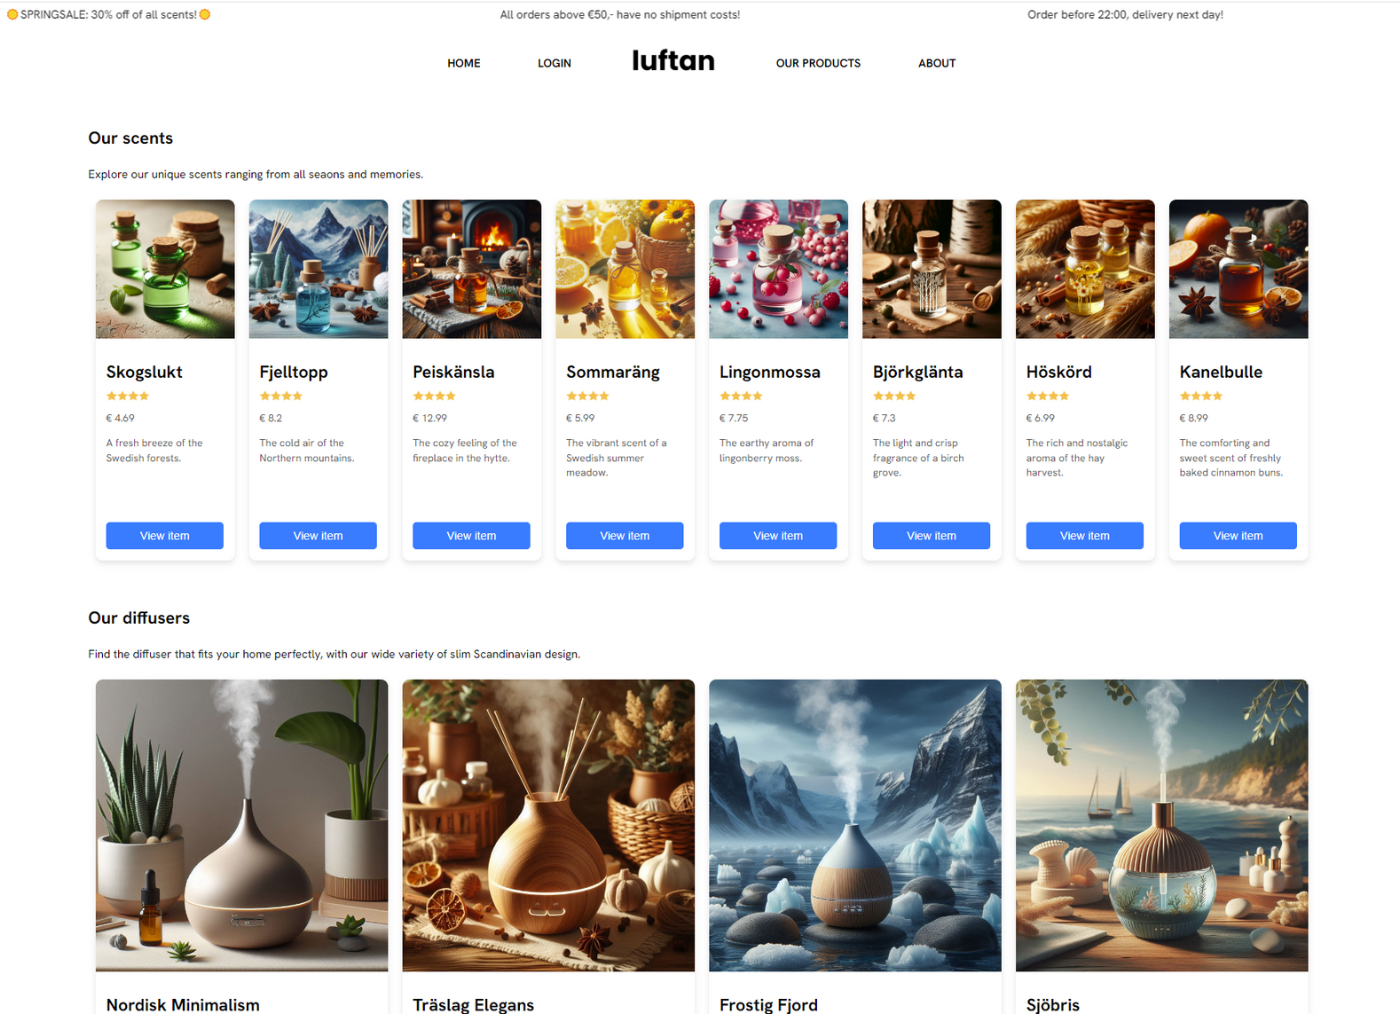 SPRINGSALE: 30% off of all scents!
All orders above €50,- have no shipment costs!
Order before 22:00, delivery next day!
HOME
LOGIN
luftan
OUR PRODUCTS
ABOUT
Our scents
Explore our unique scents ranging from all seaons and memories.
Skogslukt
€ 4.69
A fresh breeze of the
Swedish forests.
View item
Fjelltopp
€ 8.2
The cold air of the
Northern mountains.
View item
Peiskänsla
€ 12.99
The cozy feeling of the
fireplace in the hytte.
View item
Sommaräng
€ 5.99
The vibrant scent of a
Swedish summer
meadow.
View item
Lingonmossa
€ 7.75
The earthy aroma of
lingonberry moss.
View item
Björkglänta
€ 7.3
The light and crisp
fragrance of a birch
grove.
View item
Höskörd
€ 6.99
The rich and nostalgic
aroma of the hay
harvest.
View item
Kanelbulle
€ 8.99
The comforting and
sweet scent of freshly
baked cinnamon buns.
View item
Our diffusers
Find the diffuser that fits your home perfectly, with our wide variety of slim Scandinavian design.
Nordisk Minimalism
Träslag Elegans
Frostig Fjord
Sjöbris